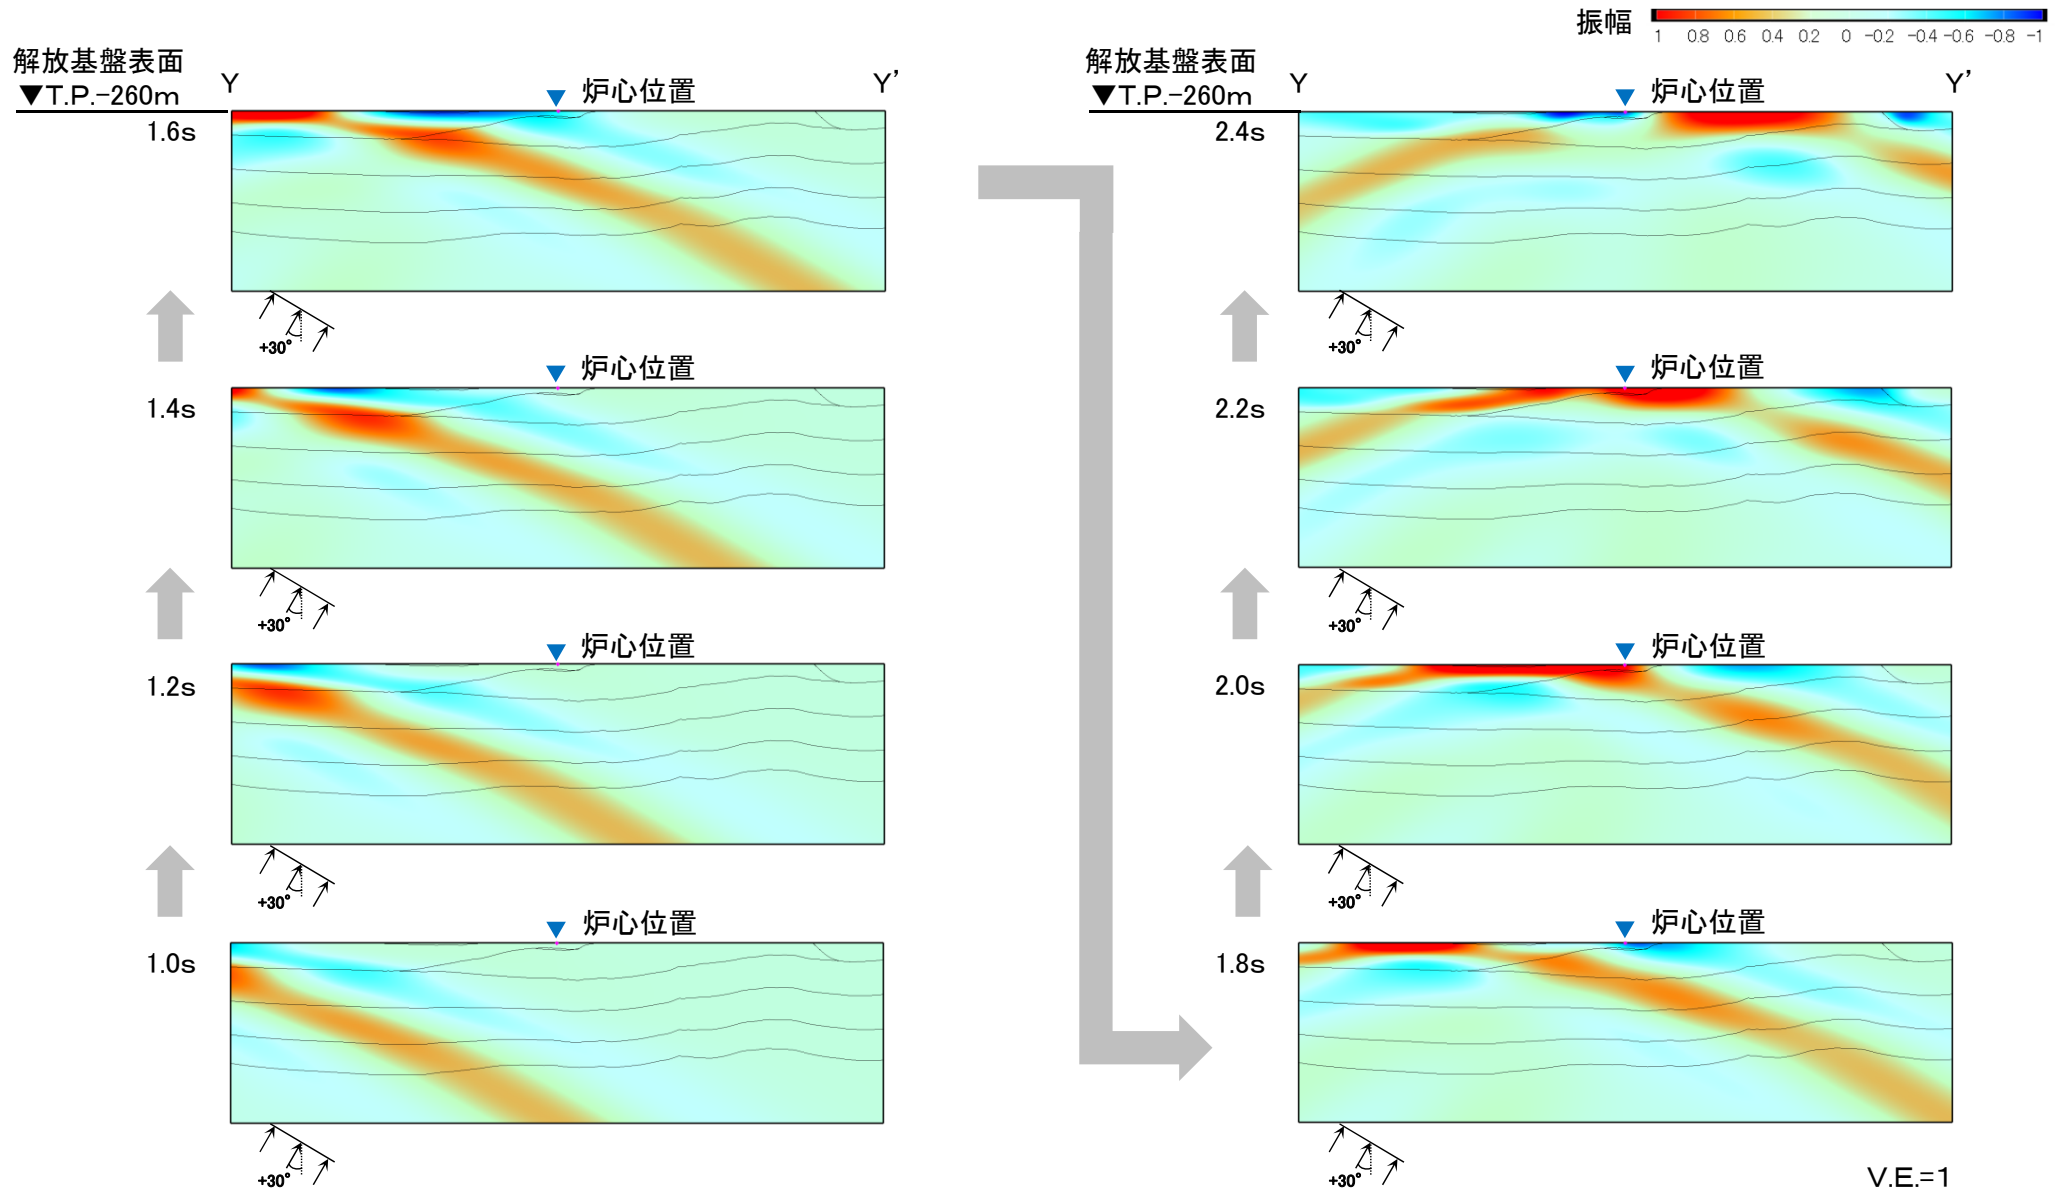 振幅
1 0.8 0.6 0.4 0.2 0 -0.2 -0.4 -0.6 -0.8 -1
解放基盤表面
▼T.P.-260m
Y
炉心位置
Y'
1.6s
+30°
炉心位置
1.4s
+30°
炉心位置
1.2s
+30°
炉心位置
1.0s
+30°
解放基盤表面
▼T.P.-260m
Y
炉心位置
Y'
2.4s
+30°
炉心位置
2.2s
+30°
炉心位置
2.0s
+30°
炉心位置
1.8s
+30°
V.E.=1